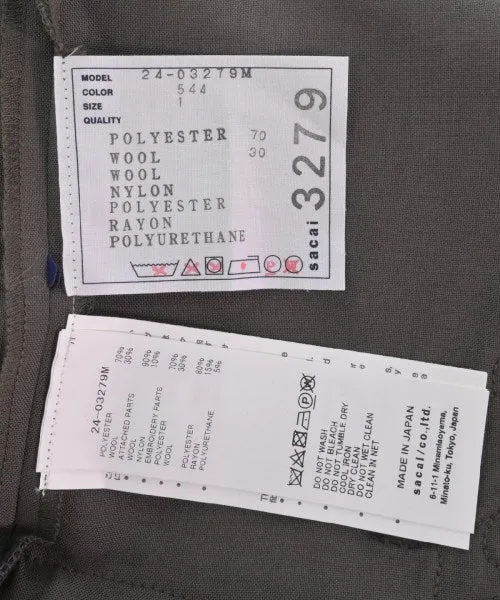 MODEL 24-03279M
COLOR 544
SIZE 1
QUALITY
POLYESTER 70
WOOL 30
WOOL
NYLON
POLYESTER
RAYON
POLYURETHANE
sacai 3279
24-03279M
POLYESTER 70%
WOOL 30%
ATTACHED PARTS
WOOL 90%
NYLON 10%
EMBROIDERY PARTS
POLYESTER 70%
WOOL 30%
POLYESTER 80%
RAYON 15%
POLYURETHANE 5%
DO NOT WASH
DO NOT BLEACH
DO NOT TUMBLE DRY
COOL IRON
DRY CLEAN
DO NOT WET CLEAN
CLEAN IN NET
MADE IN JAPAN
sacai/co.,ltd.
6-11-1 Minamiaoyama,
Minato-ku, Tokyo, Japan